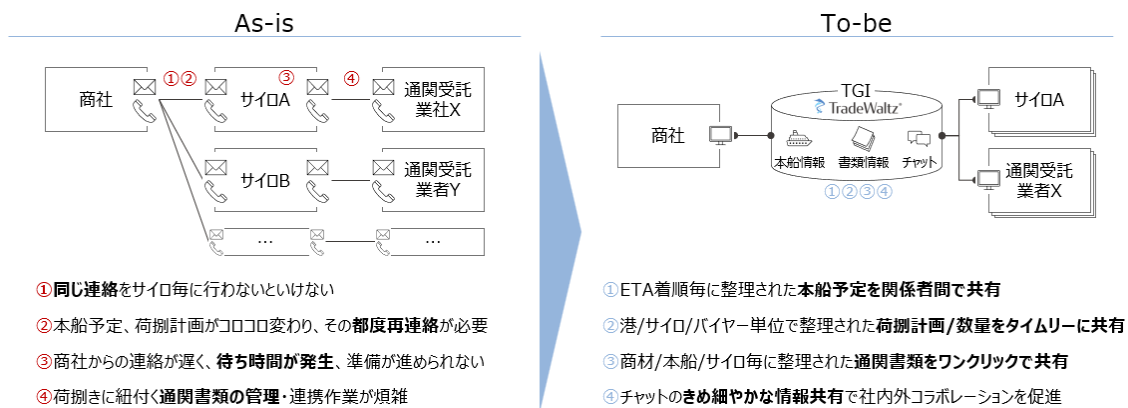 As-is
商社
①②
サイロA
③
④
通関受託
業社X
サイロB
通関受託
業者Y
…
…
①同じ連絡をサイロ毎に行わないといけない
②本船予定、荷捌計画がコロコロ変わり、その都度再連絡が必要
③商社からの連絡が遅く、待ち時間が発生、準備が進められない
④荷捌きに紐付く通関書類の管理・連携作業が煩雑
To-be
商社
TGI
TradeWaltz®
本船情報
書類情報
チャット
①②③④
サイロA
通関受託
業者X
①ETA着順毎に整理された本船予定を関係者間で共有
②港/サイロ/バイヤー単位で整理された荷捌計画/数量をタイムリーに共有
③商材/本船/サイロ毎に整理された通関書類をワンクリックで共有
④チャットのきめ細やかな情報共有で社内外コラボレーションを促進